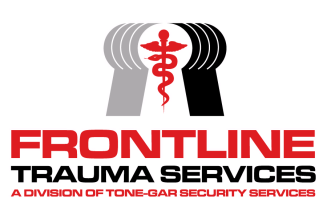 FRONTLINE
TRAUMA SERVICES
A DIVISION OF TONE-GAR SECURITY SERVICES